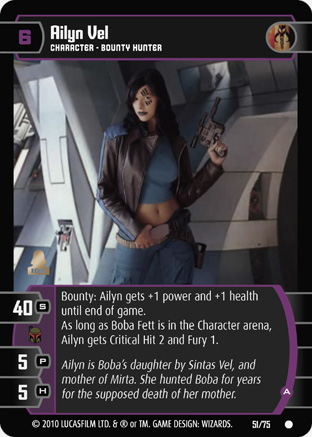 6
Ailyn Vel
CHARACTER • BOUNTY HUNTER
40 S
5 P
5 H
Bounty: Ailyn gets +1 power and +1 health
until end of game.
As long as Boba Fett is in the Character arena,
Ailyn gets Critical Hit 2 and Fury 1.
Ailyn is Boba's daughter by Sintas Vel, and
mother of Mirta. She hunted Boba for years
for the supposed death of her mother.
A
© 2010 LUCASFILM LTD. & ® or TM. GAME DESIGN: WIZARDS.
51/75